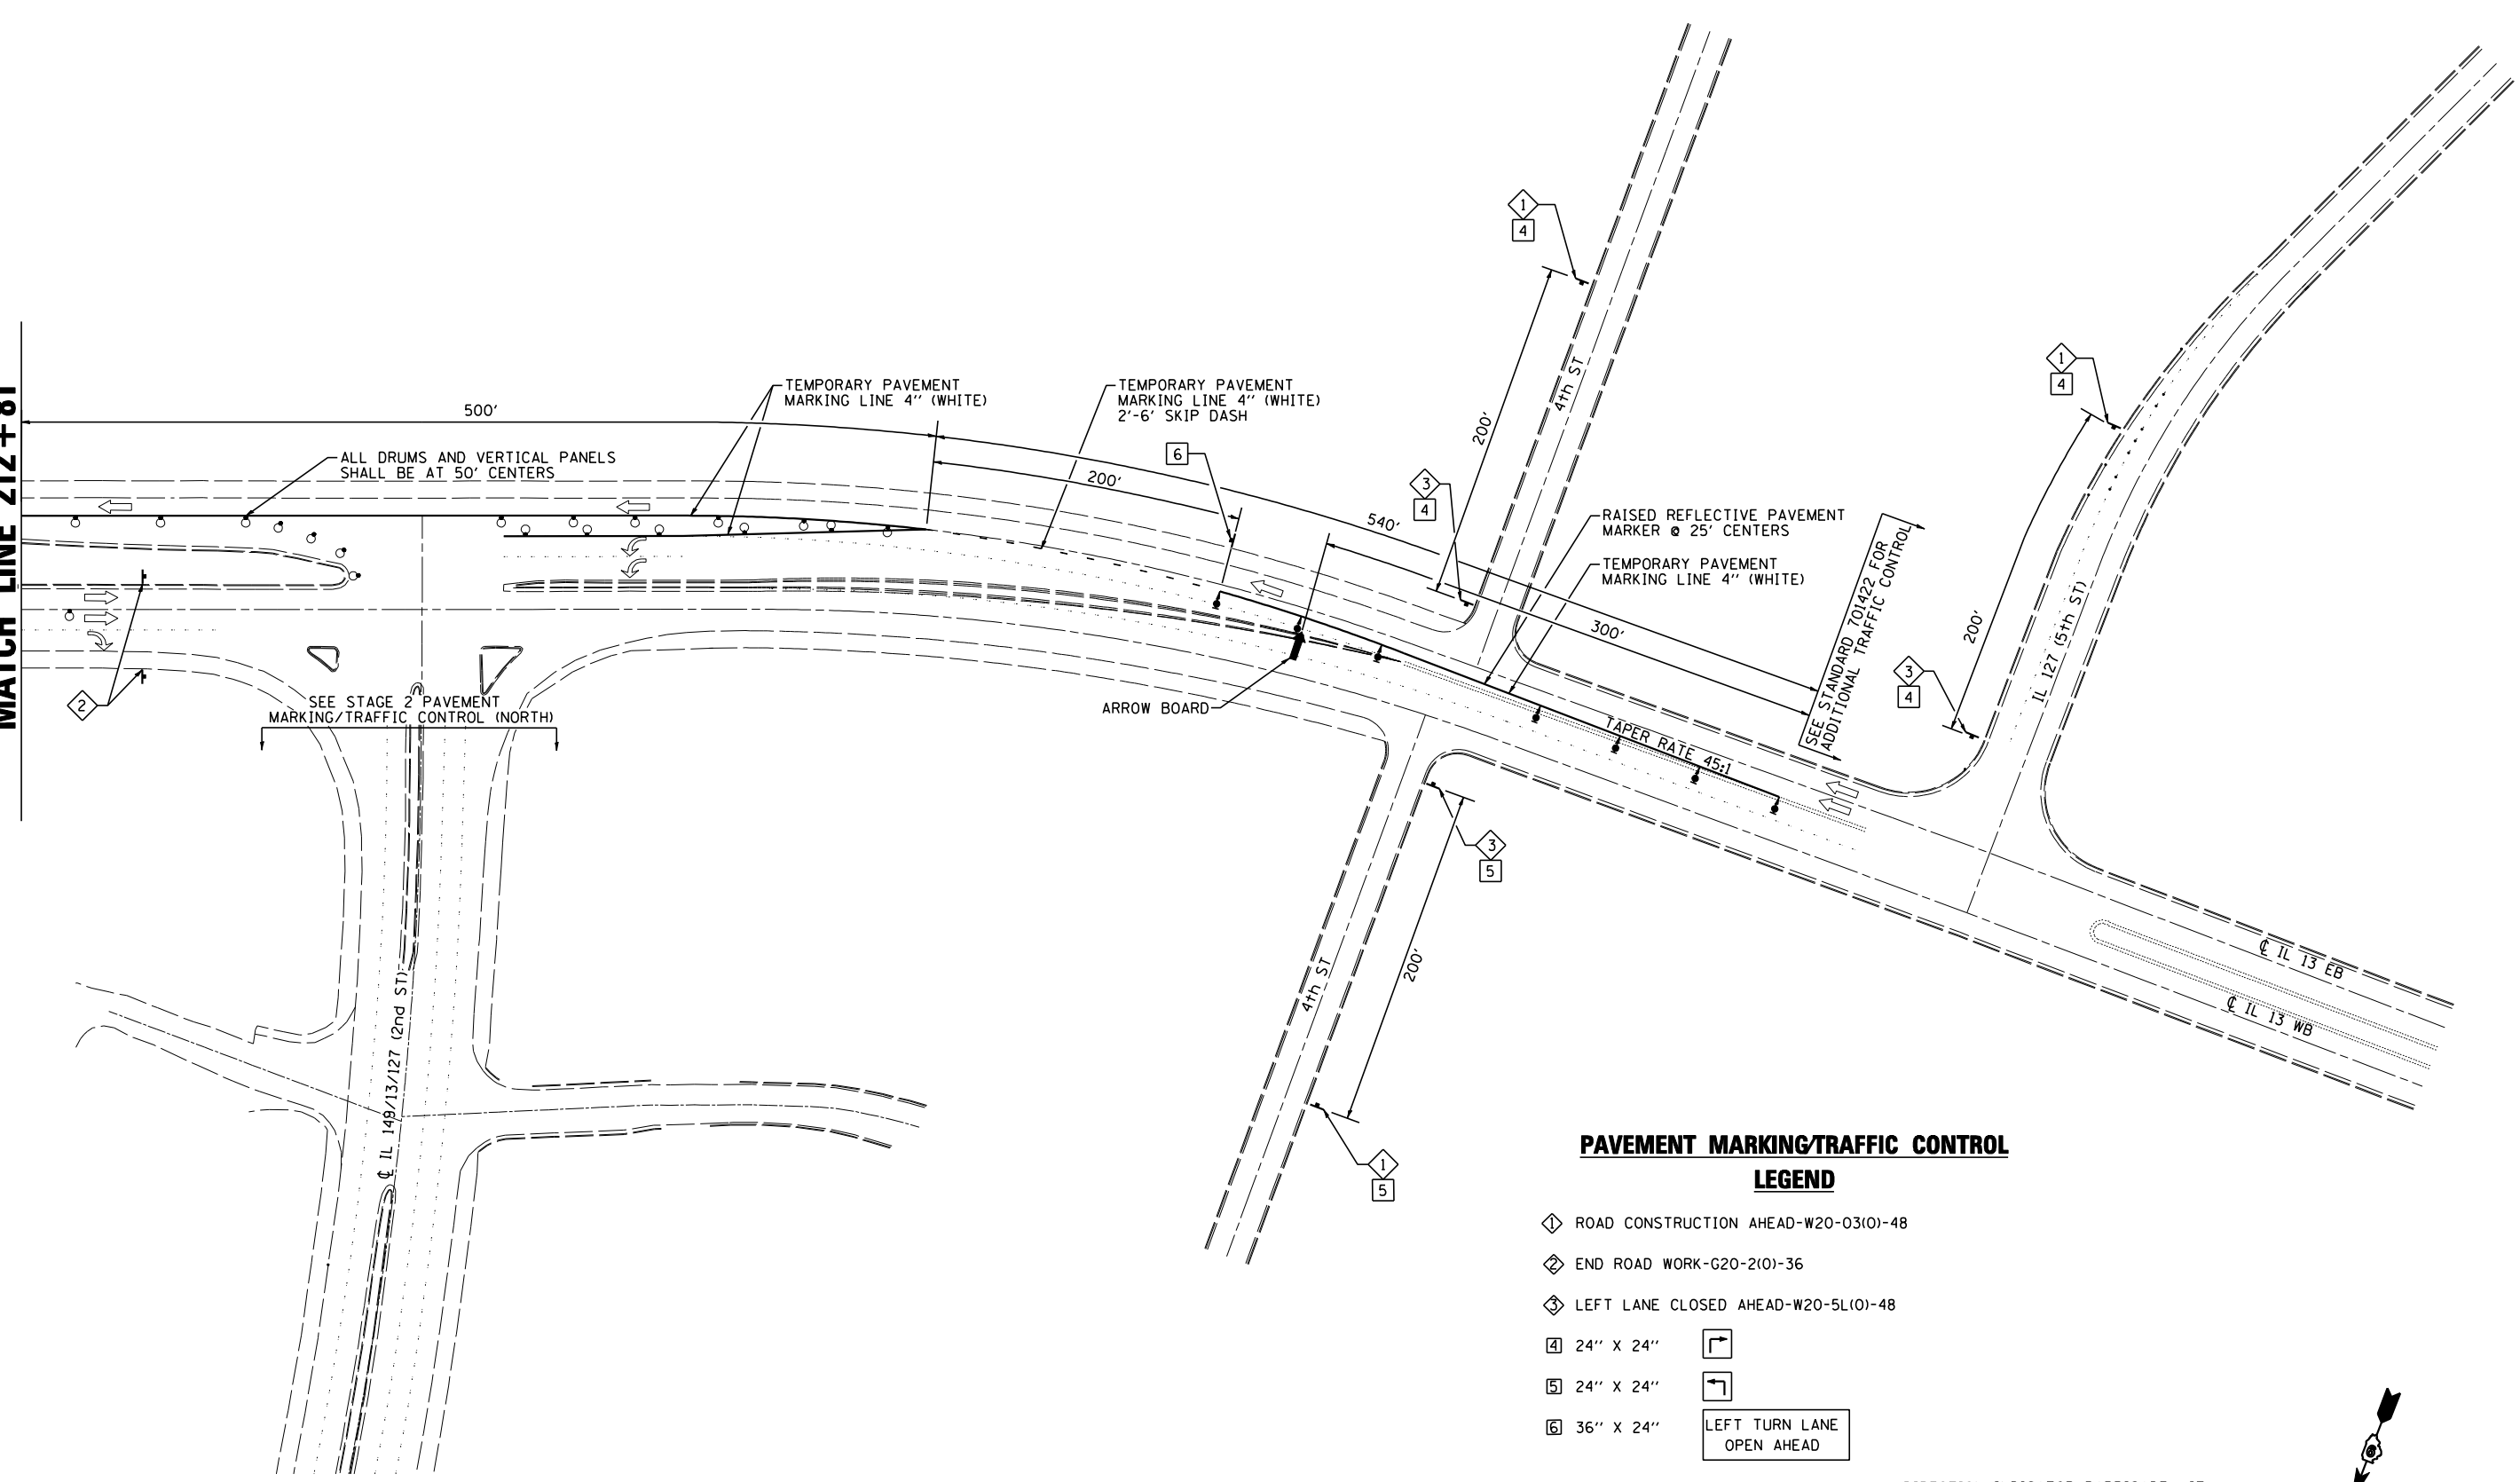 MATCH LINE 212+81
500'
TEMPORARY PAVEMENT
MARKING LINE 4'' (WHITE)
TEMPORARY PAVEMENT
MARKING LINE 4'' (WHITE)
2'-6' SKIP DASH
ALL DRUMS AND VERTICAL PANELS
SHALL BE AT 50' CENTERS
6
200'
540'
1
4
200'
4th ST
3
4
RAISED REFLECTIVE PAVEMENT
MARKER @ 25' CENTERS
TEMPORARY PAVEMENT
MARKING LINE 4'' (WHITE)
300'
TAPER RATE 45:1
ARROW BOARD
SEE STANDARD 701422 FOR
ADDITIONAL TRAFFIC CONTROL
1
4
200'
3
4
IL 127 (5th ST)
2
SEE STAGE 2 PAVEMENT
MARKING/TRAFFIC CONTROL (NORTH)
℄ IL 149/13/127 (2nd ST)
3
5
200'
4th ST
1
5
℄ IL 13 EB
℄ IL 13 WB
PAVEMENT MARKING/TRAFFIC CONTROL
LEGEND
1 ROAD CONSTRUCTION AHEAD-W20-03(O)-48
2 END ROAD WORK-G20-2(O)-36
3 LEFT LANE CLOSED AHEAD-W20-5L(O)-48
4 24'' X 24''
5 24'' X 24''
6 36'' X 24''
LEFT TURN LANE
OPEN AHEAD